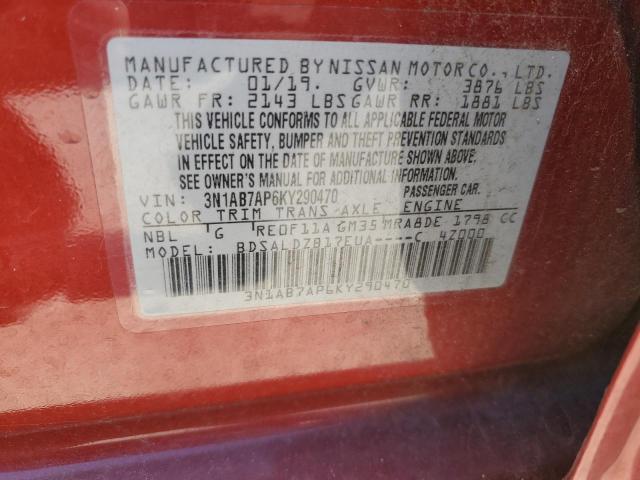 MANUFACTURED BY NISSAN MOTOR CO., LTD.
DATE: 01/19. GVWR: 3876 LBS
GAWR FR: 2143 LBS GAWR RR: 1881 LBS
THIS VEHICLE CONFORMS TO ALL APPLICABLE FEDERAL MOTOR
VEHICLE SAFETY, BUMPER AND THEFT PREVENTION STANDARDS
IN EFFECT ON THE DATE OF MANUFACTURE SHOWN ABOVE.
SEE OWNER'S MANUAL FOR ADDITIONAL INFORMATION.
VIN: 3N1AB7AP6KY290470 PASSENGER CAR.
COLOR TRIM TRANS AXLE ENGINE
NBL G RE0F11A GM35 MRA8DE 1798 CC
MODEL: BDSALDZB17EUA----C 4Z000
3N1AB7AP6KY290470